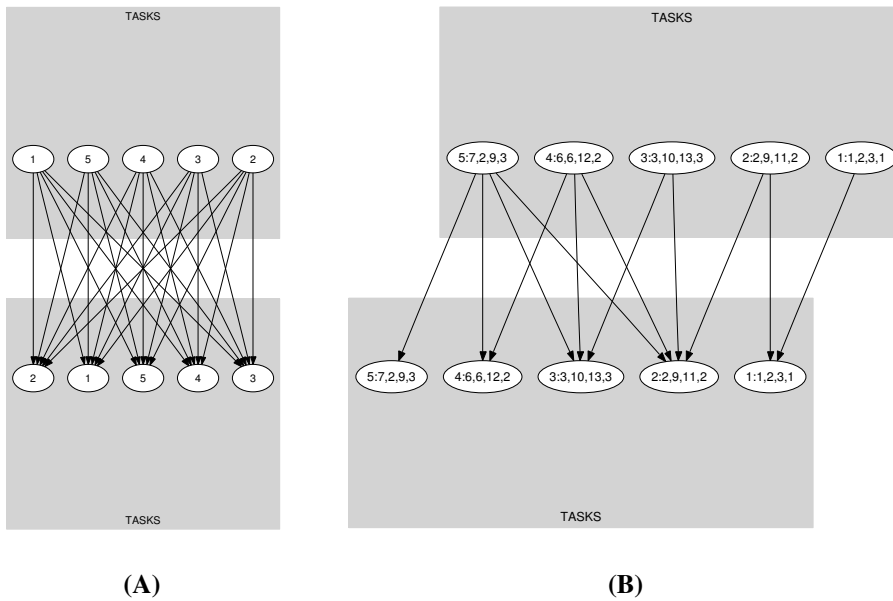 TASKS
1 5 4 3 2
2 1 5 4 3
TASKS
(A)
TASKS
5:7,2,9,3 4:6,6,12,2 3:3,10,13,3 2:2,9,11,2 1:1,2,3,1
5:7,2,9,3 4:6,6,12,2 3:3,10,13,3 2:2,9,11,2 1:1,2,3,1
TASKS
(B)